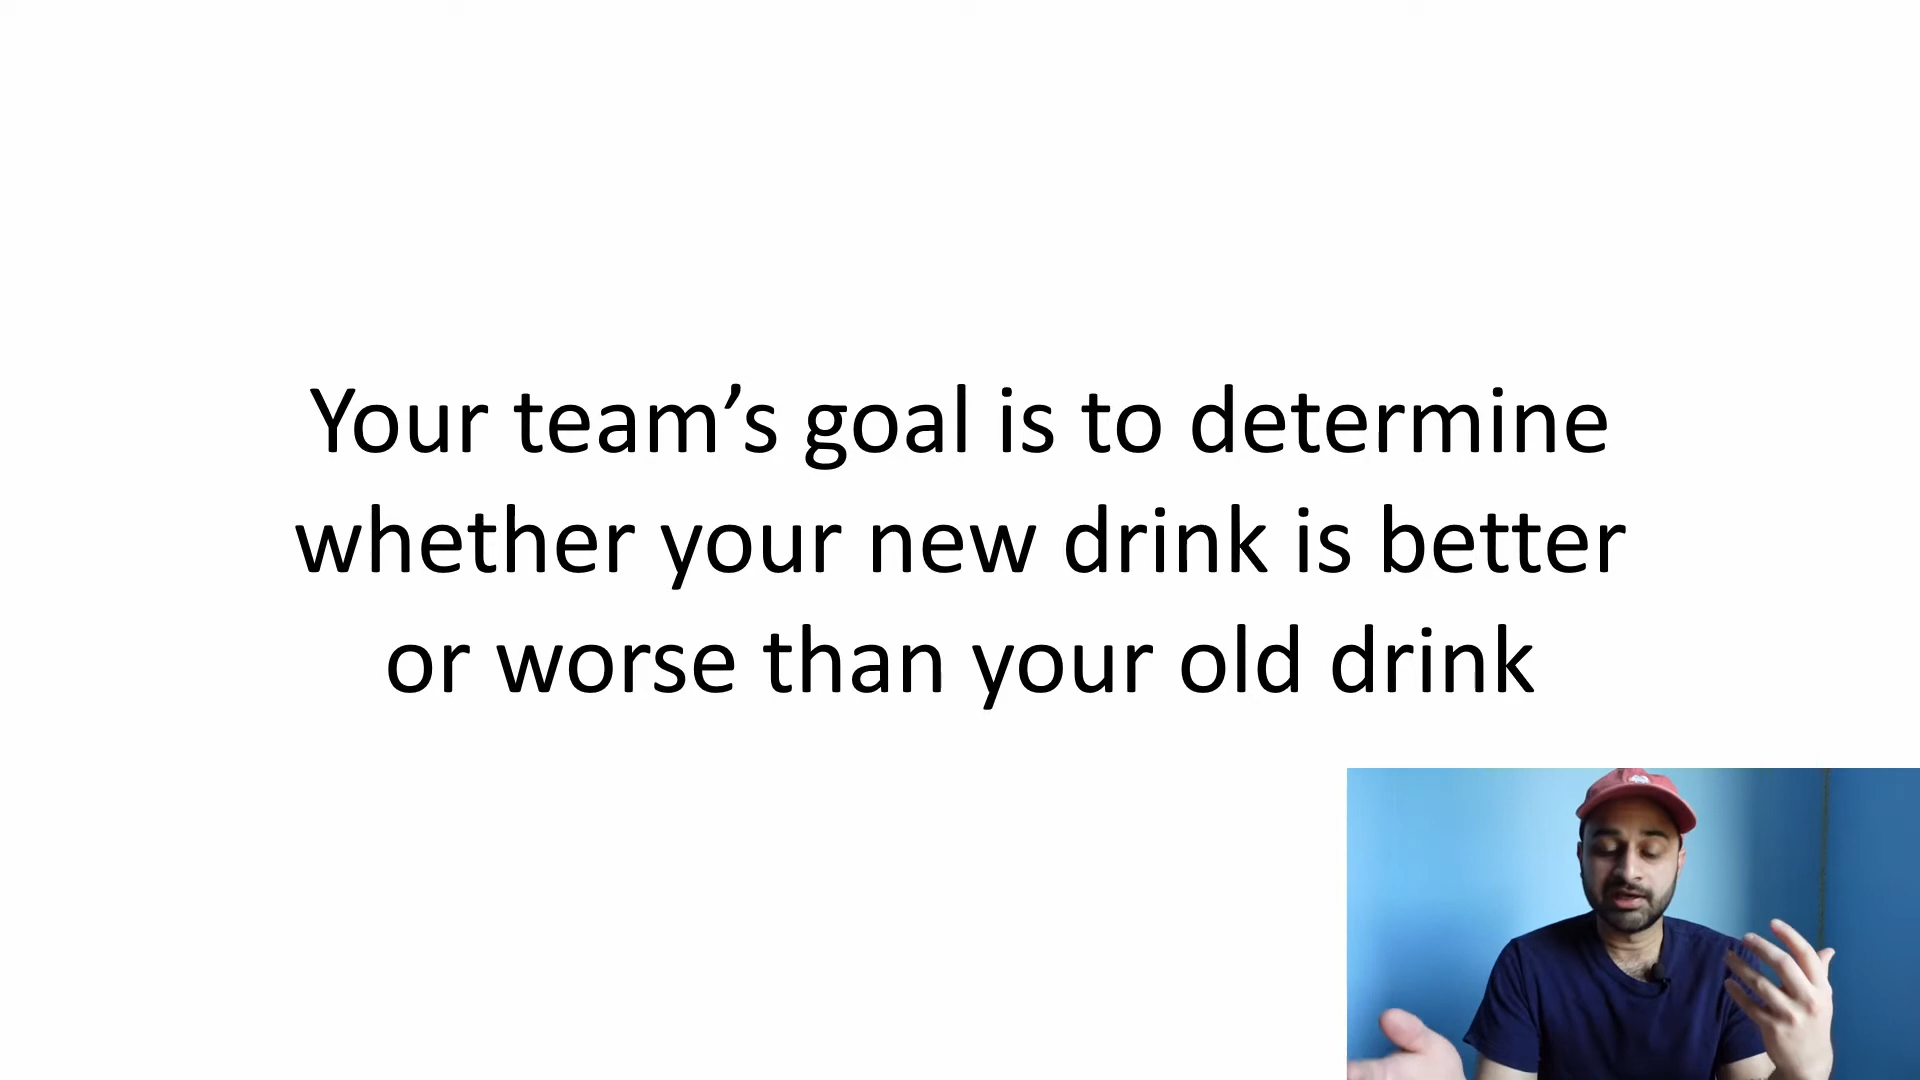 Your team’s goal is to determine
whether your new drink is better
or worse than your old drink